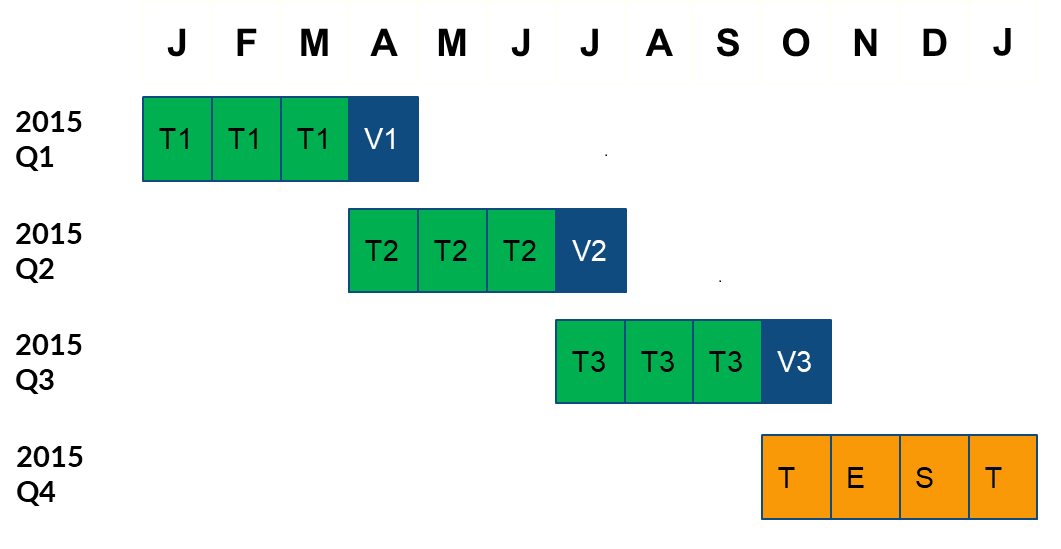 J F M A M J J A S O N D J
2015
Q1
T1 T1 T1 V1
2015
Q2
T2 T2 T2 V2
2015
Q3
T3 T3 T3 V3
2015
Q4
T E S T